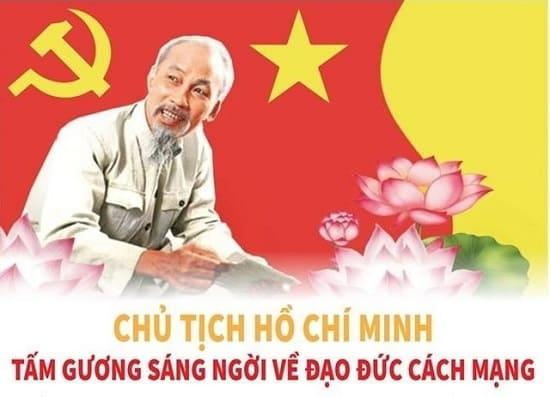 CHỦ TỊCH HỒ CHÍ MINH
TẤM GƯƠNG SÁNG NGỜI VỀ ĐẠO ĐỨC CÁCH MẠNG